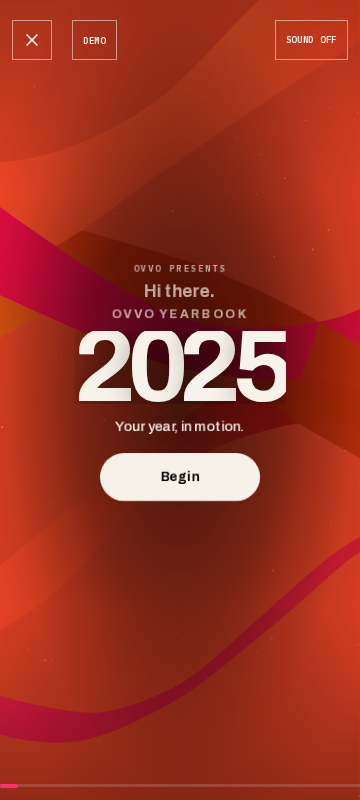 DEMO
SOUND OFF
OVVO PRESENTS
Hi there.
OVVO YEARBOOK
2025
Your year, in motion.
Begin